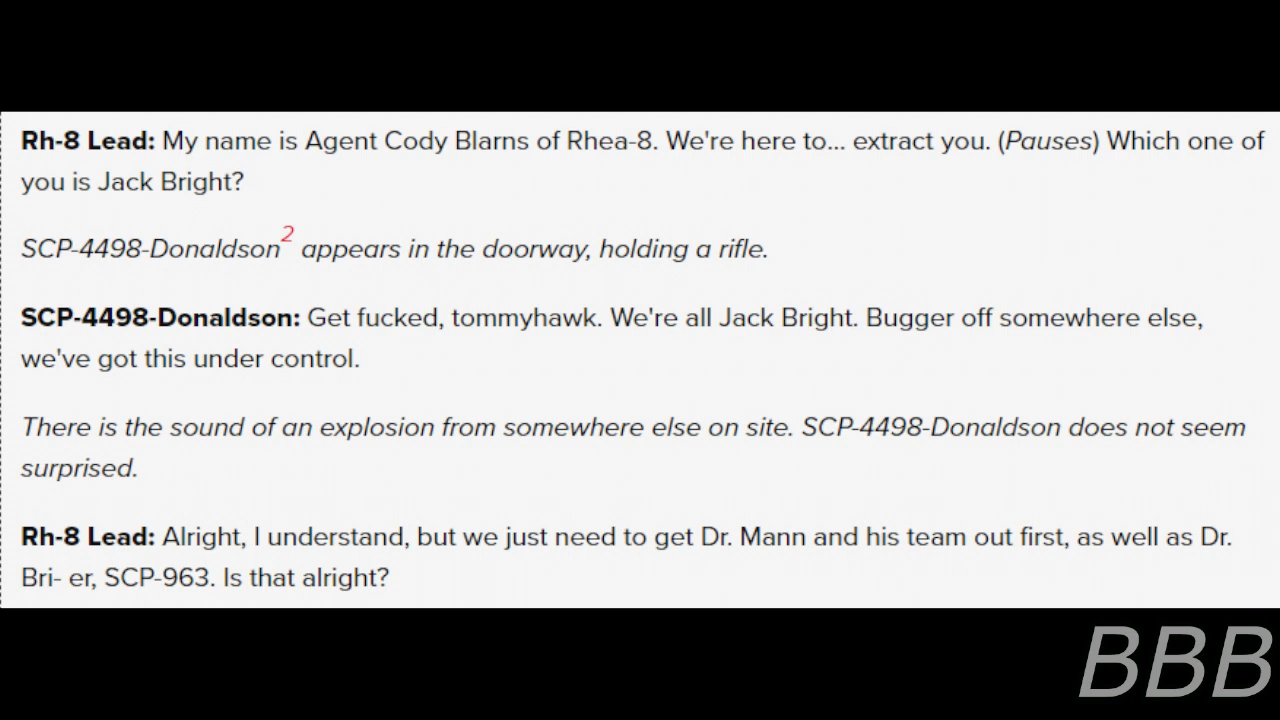 Rh-8 Lead: My name is Agent Cody Blarns of Rhea-8. We're here to... extract you. (Pauses) Which one of
you is Jack Bright?
SCP-4498-Donaldson2 appears in the doorway, holding a rifle.
SCP-4498-Donaldson: Get fucked, tommyhawk. We're all Jack Bright. Bugger off somewhere else,
we've got this under control.
There is the sound of an explosion from somewhere else on site. SCP-4498-Donaldson does not seem
surprised.
Rh-8 Lead: Alright, I understand, but we just need to get Dr. Mann and his team out first, as well as Dr.
Bri- er, SCP-963. Is that alright?
BBB